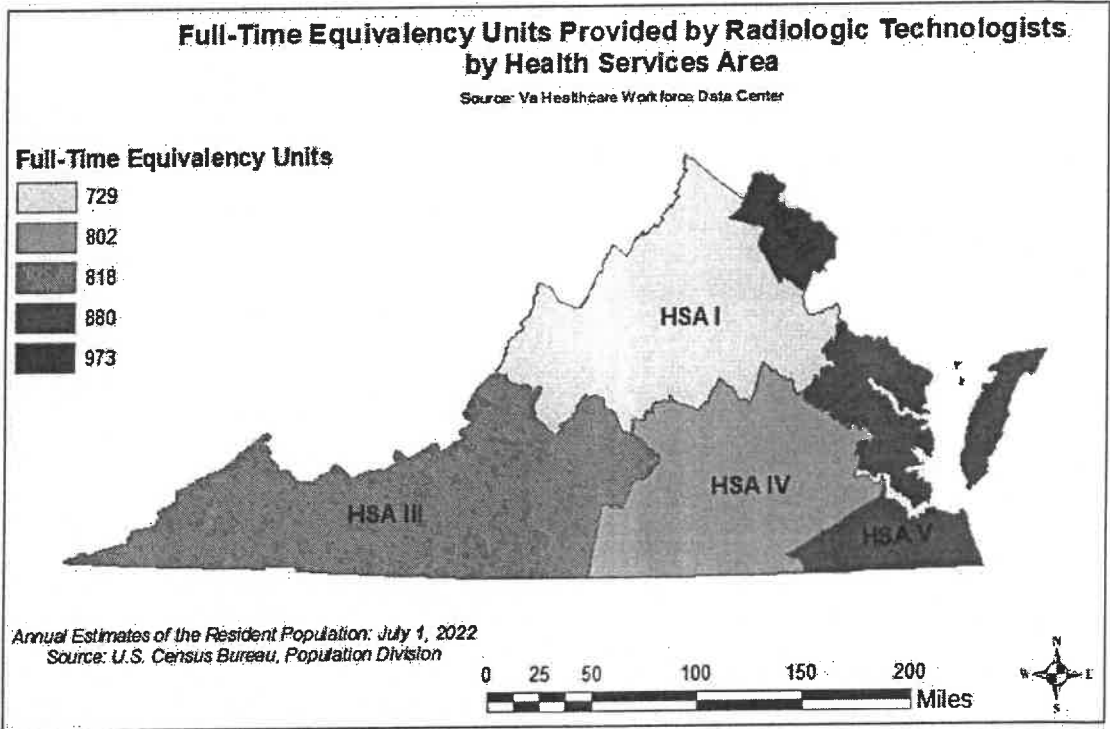 Full-Time Equivalency Units Provided by Radiologic Technologists
by Health Services Area
Source: Va Healthcare Work force Data Center
Full-Time Equivalency Units
729
802
818
880
973
HSA I
HSA IV
HSA III
HSA V
Annual Estimates of the Resident Population: July 1, 2022
Source: U.S. Census Bureau, Population Division
0 25 50 100 150 200
Miles
N
W E
S